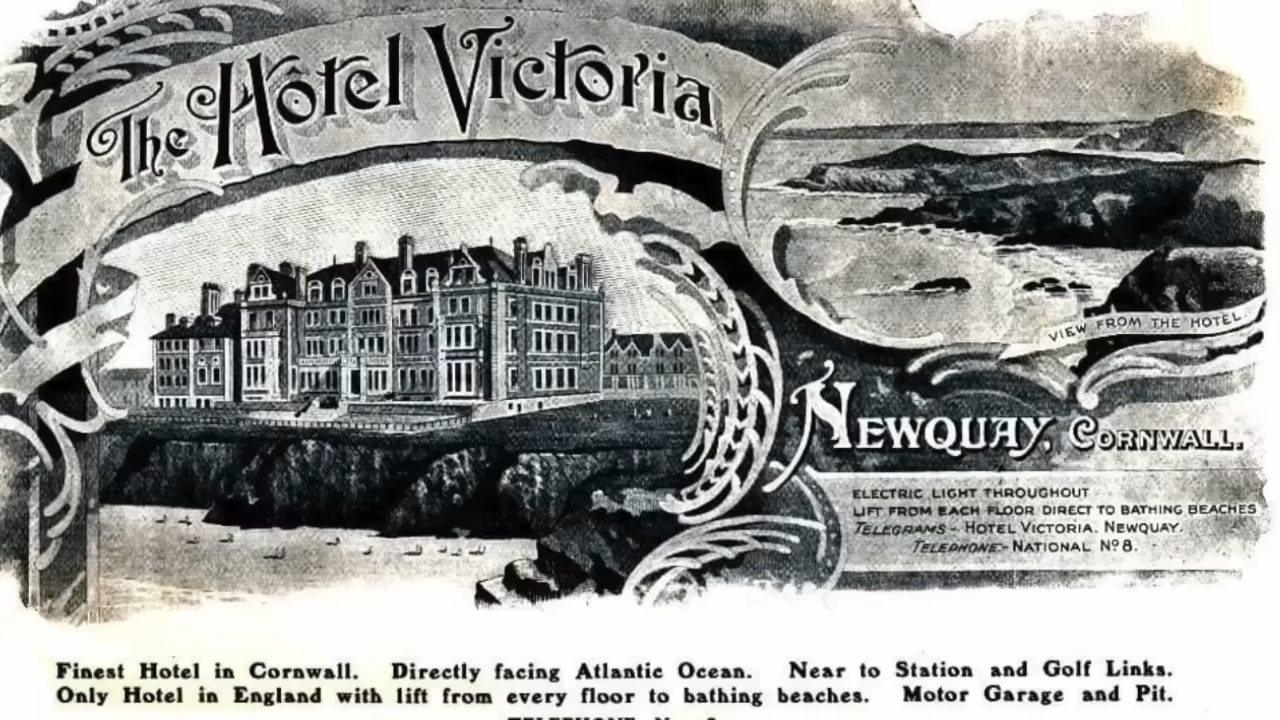 The Hotel Victoria
VIEW FROM THE HOTEL.
NEWQUAY, CORNWALL.
ELECTRIC LIGHT THROUGHOUT
LIFT FROM EACH FLOOR DIRECT TO BATHING BEACHES
TELEGRAMS - HOTEL VICTORIA. NEWQUAY.
TELEPHONE - NATIONAL Nº 8.
Finest Hotel in Cornwall. Directly facing Atlantic Ocean. Near to Station and Golf Links.
Only Hotel in England with lift from every floor to bathing beaches. Motor Garage and Pit.